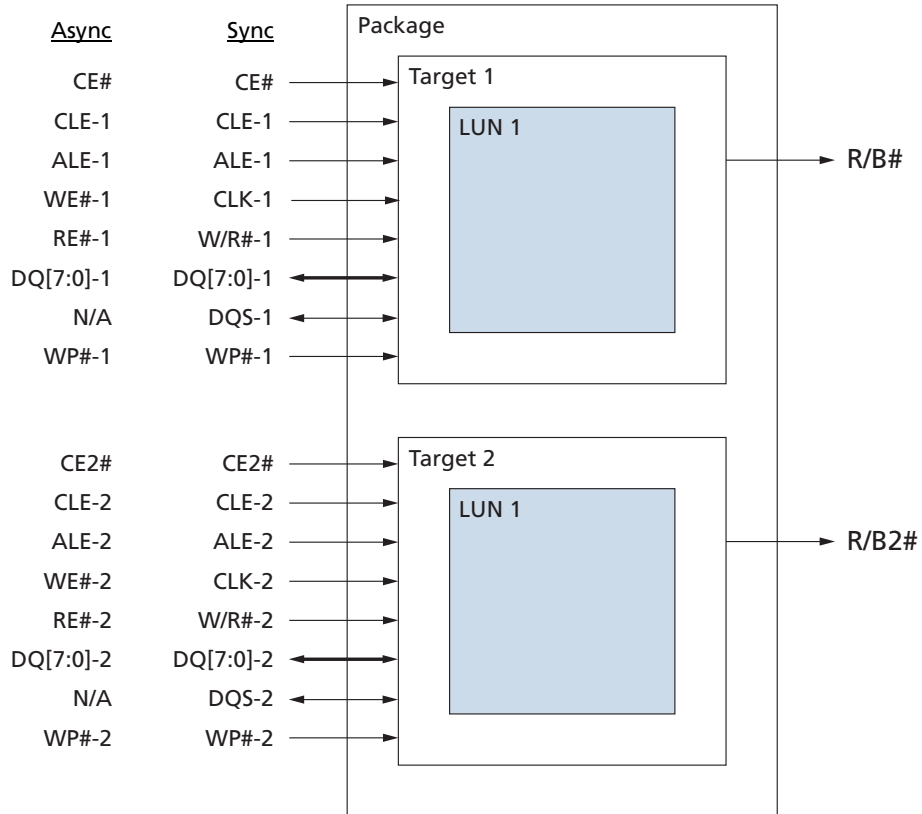 Async Sync Package
CE# CE# Target 1
CLE-1 CLE-1 LUN 1
ALE-1 ALE-1 R/B#
WE#-1 CLK-1
RE#-1 W/R#-1
DQ[7:0]-1 DQ[7:0]-1
N/A DQS-1
WP#-1 WP#-1
CE2# CE2# Target 2
CLE-2 CLE-2 LUN 1
ALE-2 ALE-2 R/B2#
WE#-2 CLK-2
RE#-2 W/R#-2
DQ[7:0]-2 DQ[7:0]-2
N/A DQS-2
WP#-2 WP#-2